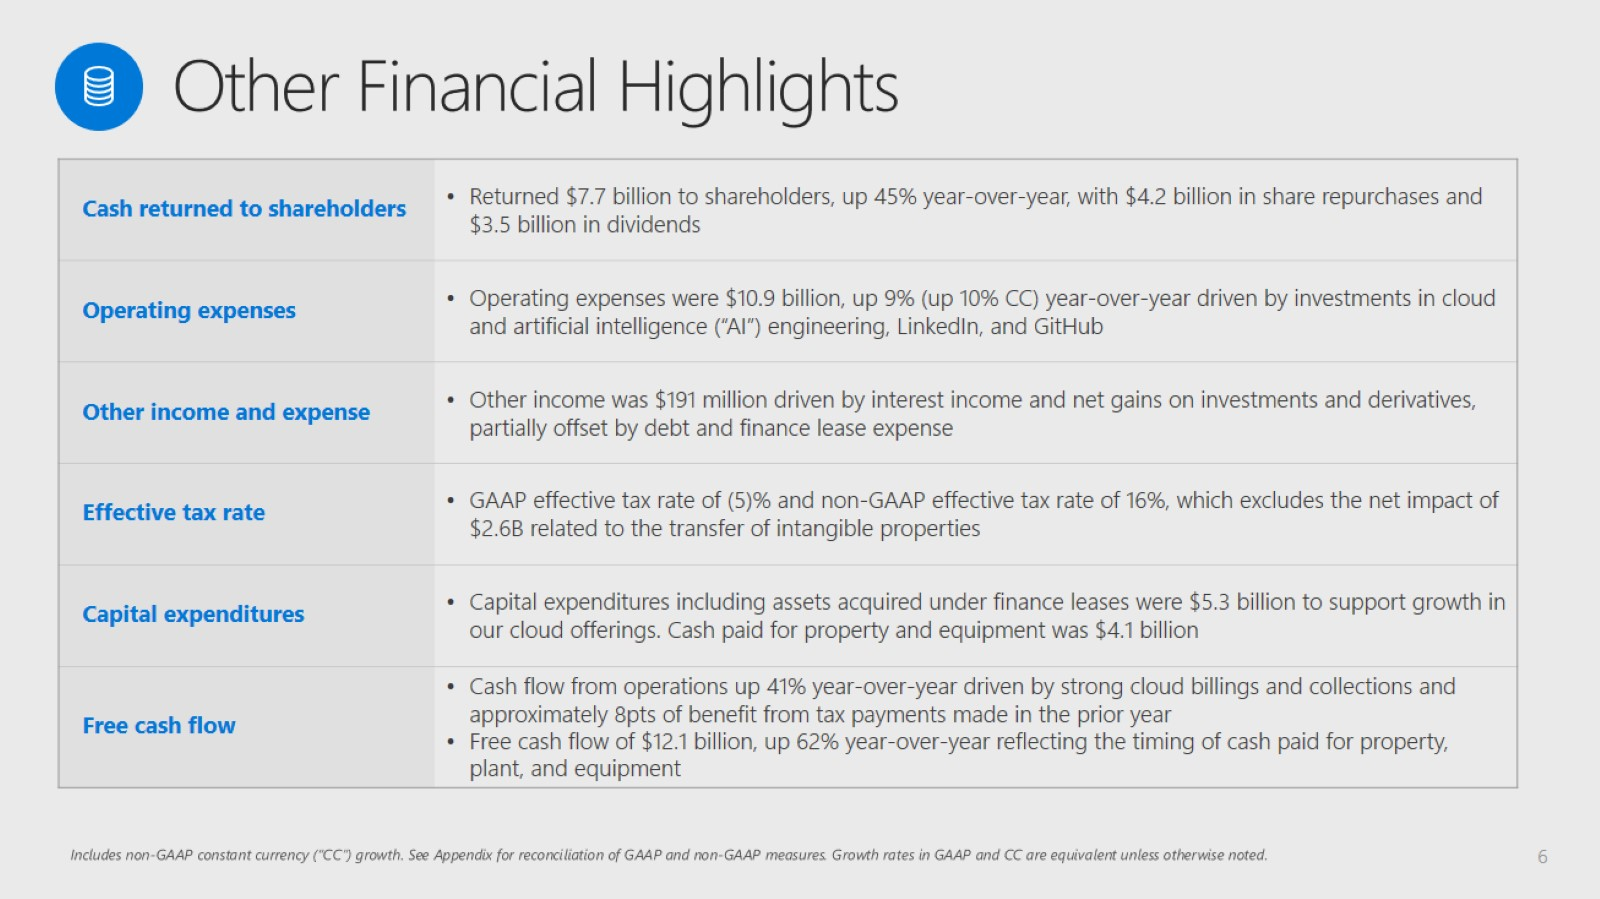 Other Financial Highlights
Cash returned to shareholders
• Returned $7.7 billion to shareholders, up 45% year-over-year, with $4.2 billion in share repurchases and
$3.5 billion in dividends
Operating expenses
• Operating expenses were $10.9 billion, up 9% (up 10% CC) year-over-year driven by investments in cloud
and artificial intelligence (“AI”) engineering, LinkedIn, and GitHub
Other income and expense
• Other income was $191 million driven by interest income and net gains on investments and derivatives,
partially offset by debt and finance lease expense
Effective tax rate
• GAAP effective tax rate of (5)% and non-GAAP effective tax rate of 16%, which excludes the net impact of
$2.6B related to the transfer of intangible properties
Capital expenditures
• Capital expenditures including assets acquired under finance leases were $5.3 billion to support growth in
our cloud offerings. Cash paid for property and equipment was $4.1 billion
Free cash flow
• Cash flow from operations up 41% year-over-year driven by strong cloud billings and collections and
approximately 8pts of benefit from tax payments made in the prior year
• Free cash flow of $12.1 billion, up 62% year-over-year reflecting the timing of cash paid for property,
plant, and equipment
Includes non-GAAP constant currency (“CC”) growth. See Appendix for reconciliation of GAAP and non-GAAP measures. Growth rates in GAAP and CC are equivalent unless otherwise noted.
6